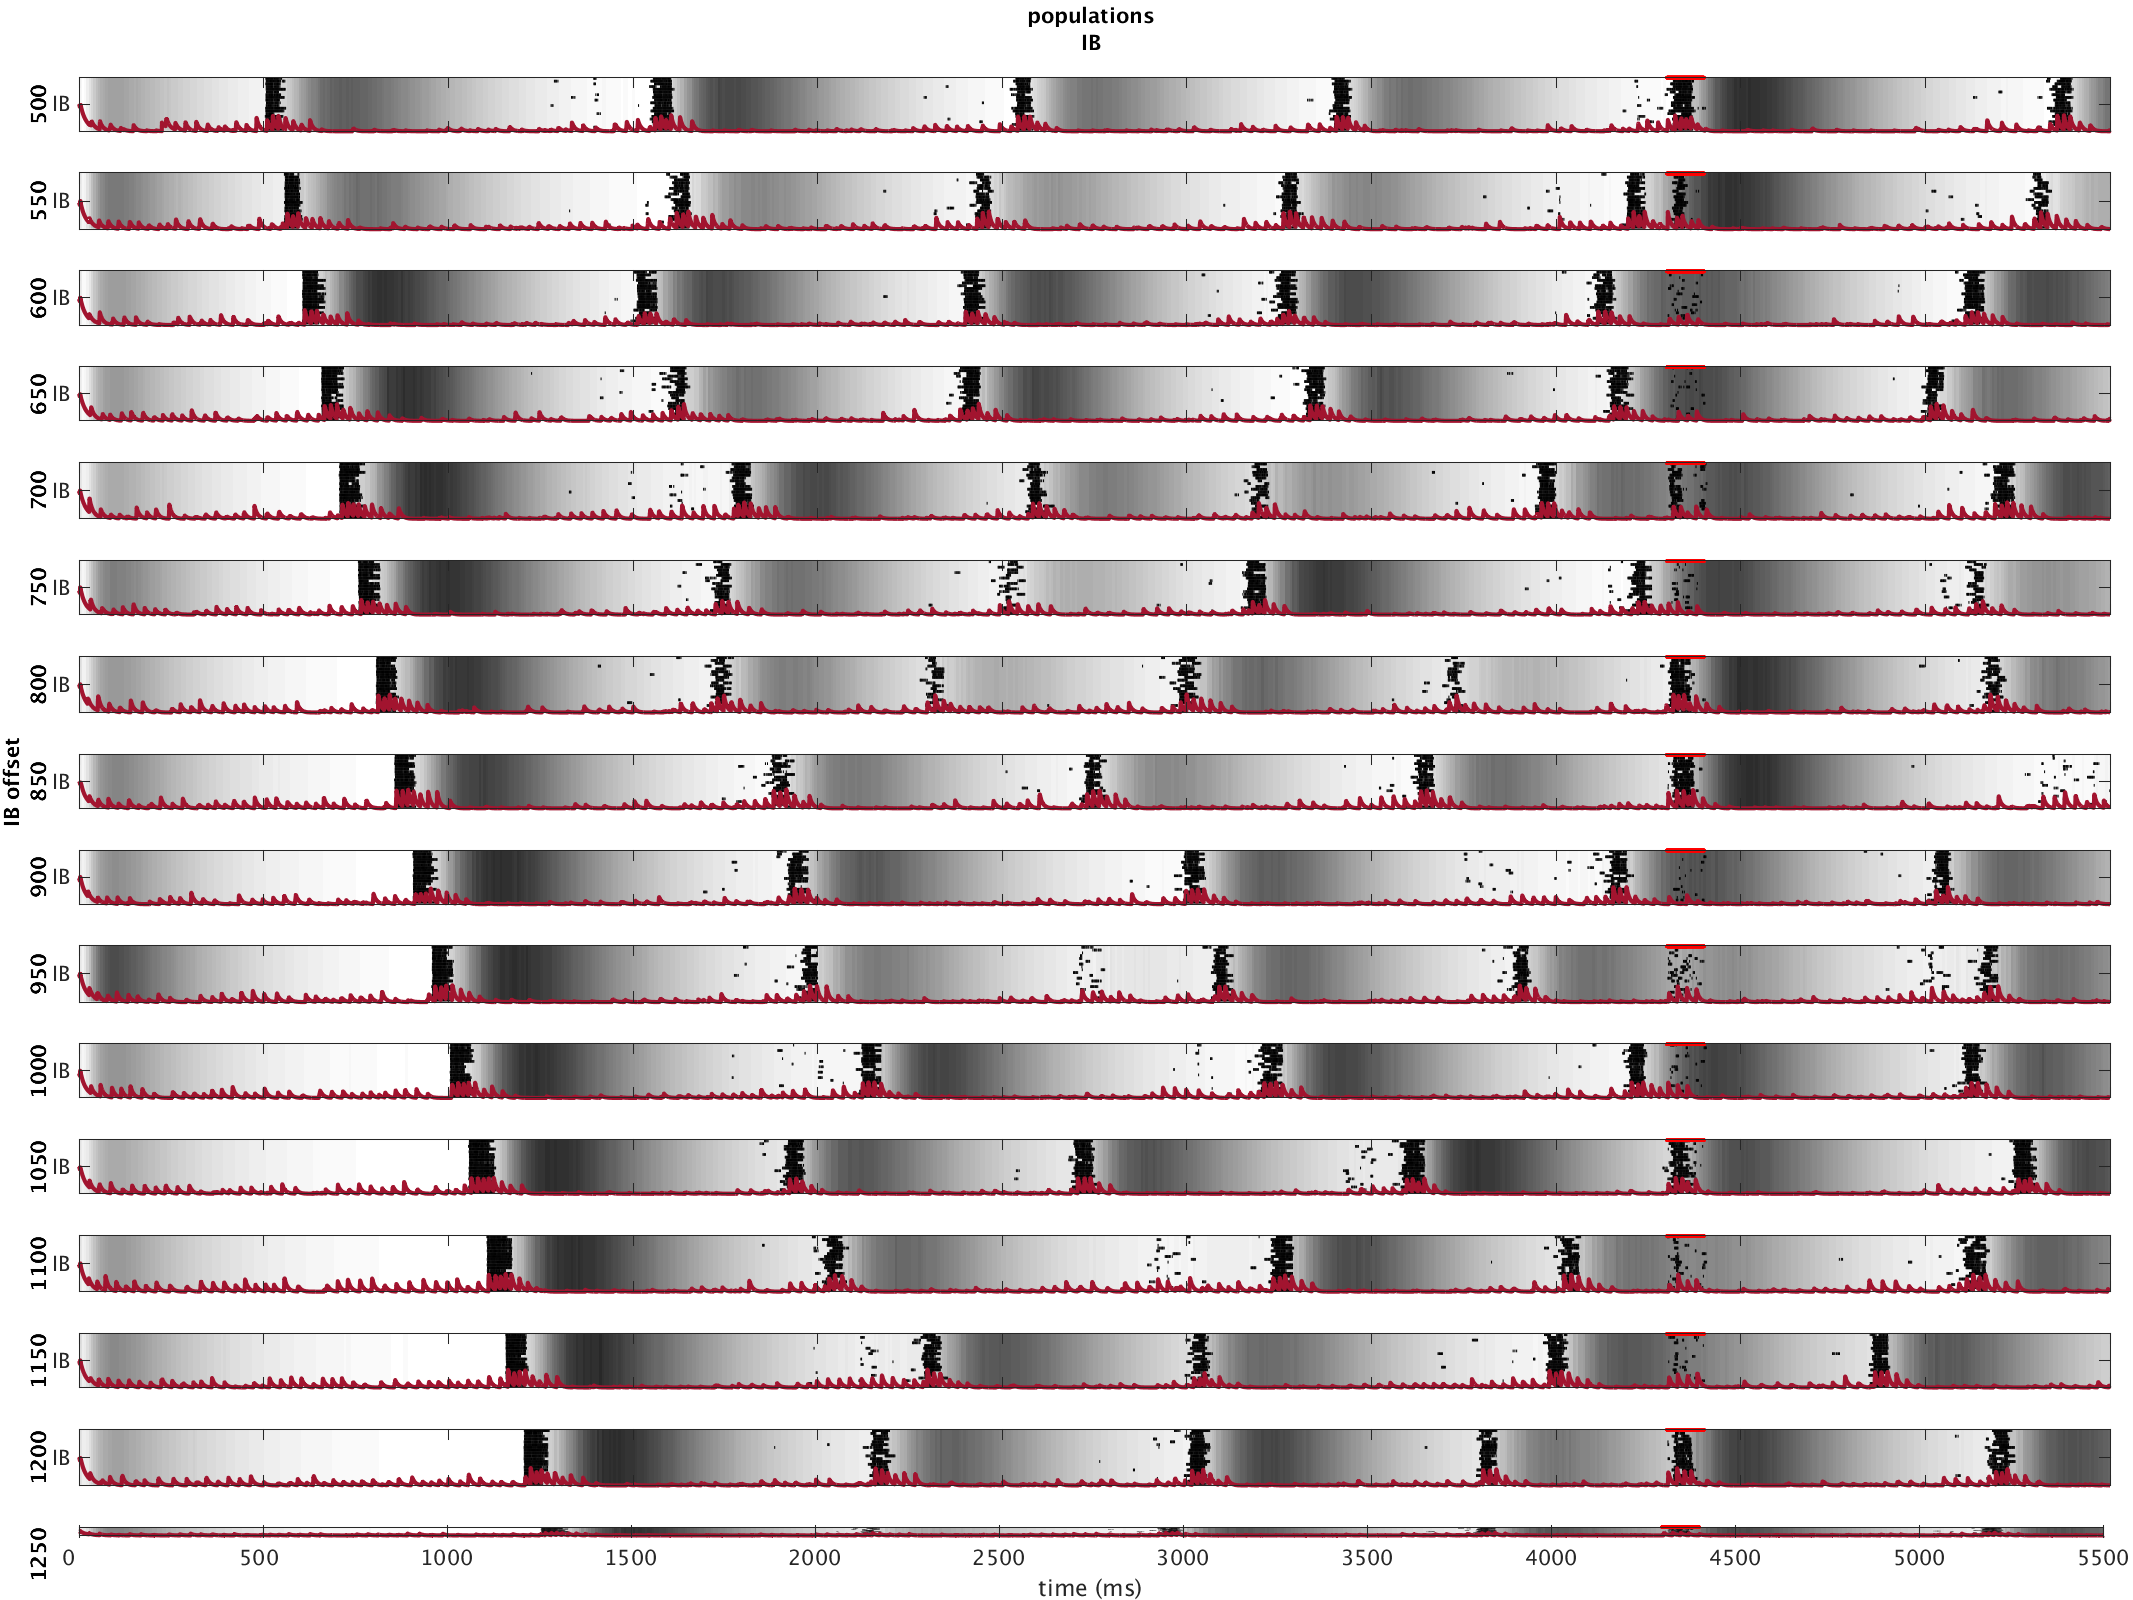 populations
IB
IB offset
500 IB
550 IB
600 IB
650 IB
700 IB
750 IB
800 IB
850 IB
900 IB
950 IB
1000 IB
1050 IB
1100 IB
1150 IB
1200 IB
1250
0 500 1000 1500 2000 2500 3000 3500 4000 4500 5000 5500
time (ms)